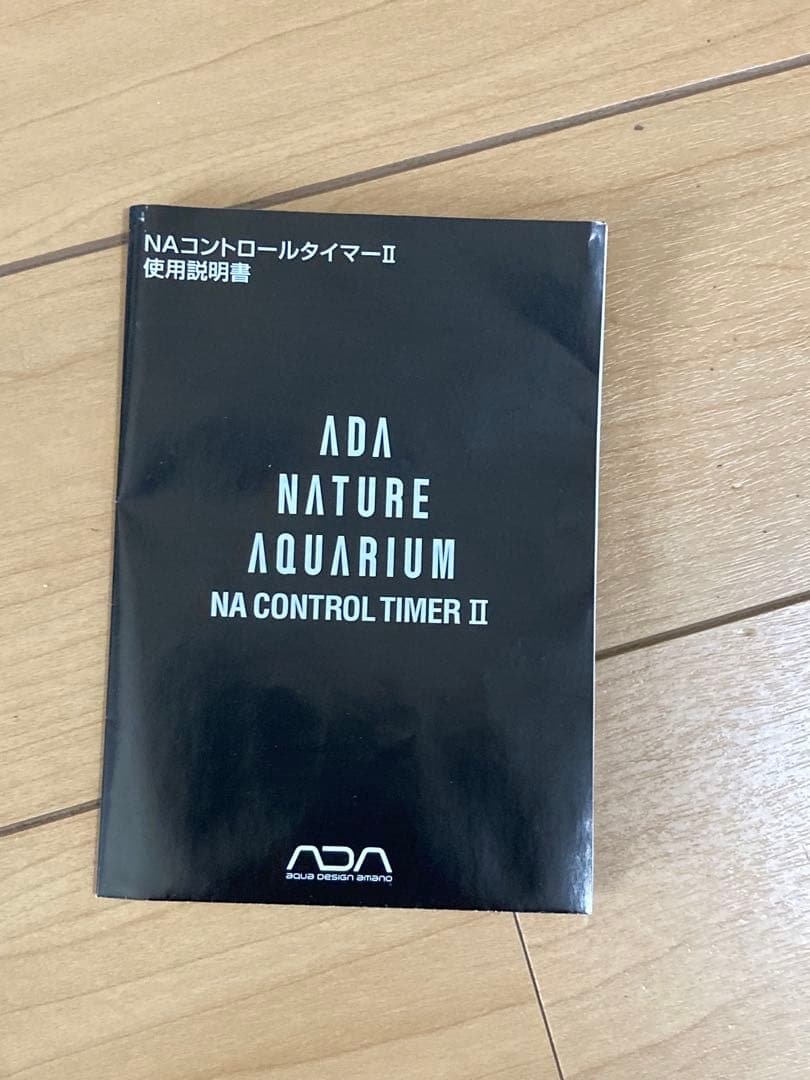 NAコントロールタイマーII
使用説明書
ADA
NATURE
AQUARIUM
NA CONTROL TIMER II
ADA
aqua design amano